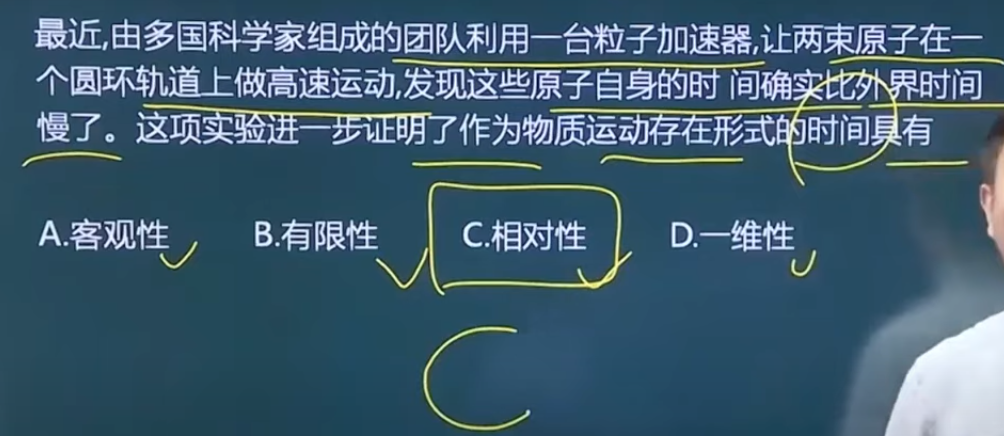 最近,由多国科学家组成的团队利用一台粒子加速器,让两束原子在一
个圆环轨道上做高速运动,发现这些原子自身的时 间确实比外界时间
慢了。这项实验进一步证明了作为物质运动存在形式的时间具有
A.客观性 B.有限性 C.相对性 D.一维性
C